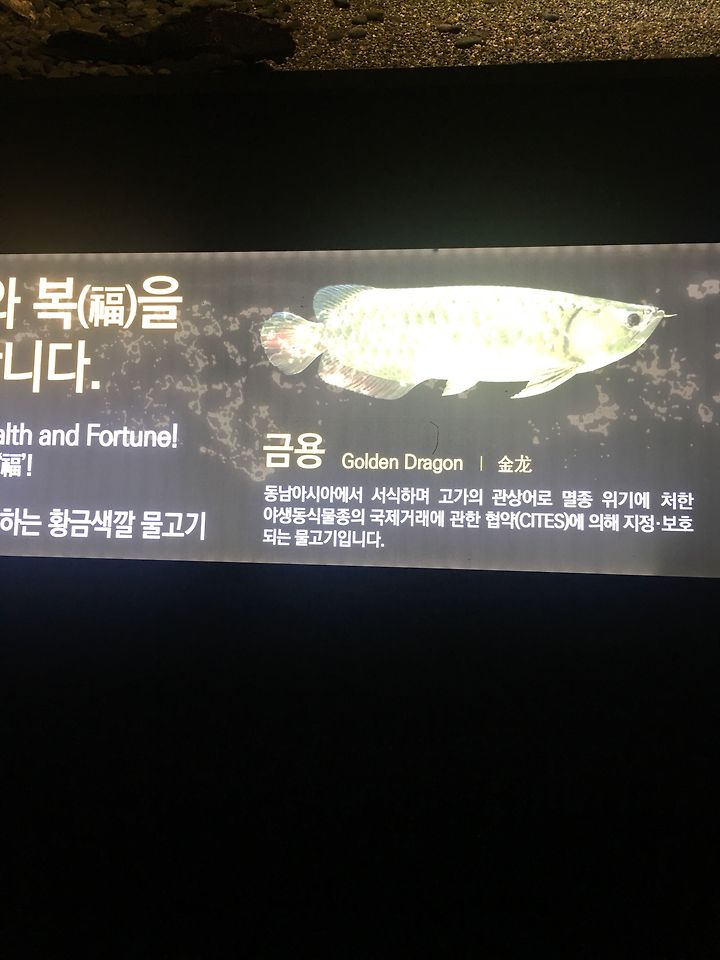 와 복(福)을
니다.
alth and Fortune!
'福'!
하는 황금색깔 물고기
금용 Golden Dragon | 金龙
동남아시아에서 서식하며 고가의 관상어로 멸종 위기에 처한
야생동식물종의 국제거래에 관한 협약(CITES)에 의해 지정·보호
되는 물고기입니다.